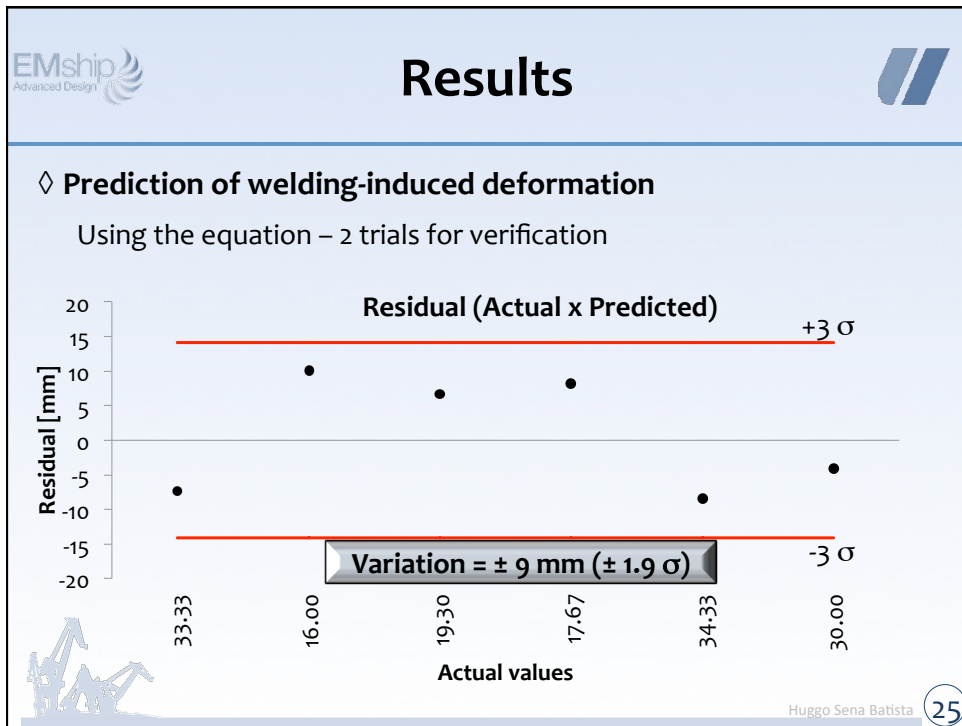 EMship
Advanced Design
Results
◊ Prediction of welding-induced deformation
Using the equation – 2 trials for verification
Residual (Actual x Predicted)
+3 σ
20
15
10
5
0
-5
-10
-15
-20
Residual [mm]
-3 σ
Variation = ± 9 mm (± 1.9 σ)
33.33
16.00
19.30
17.67
34.33
30.00
Actual values
Huggo Sena Batista
25